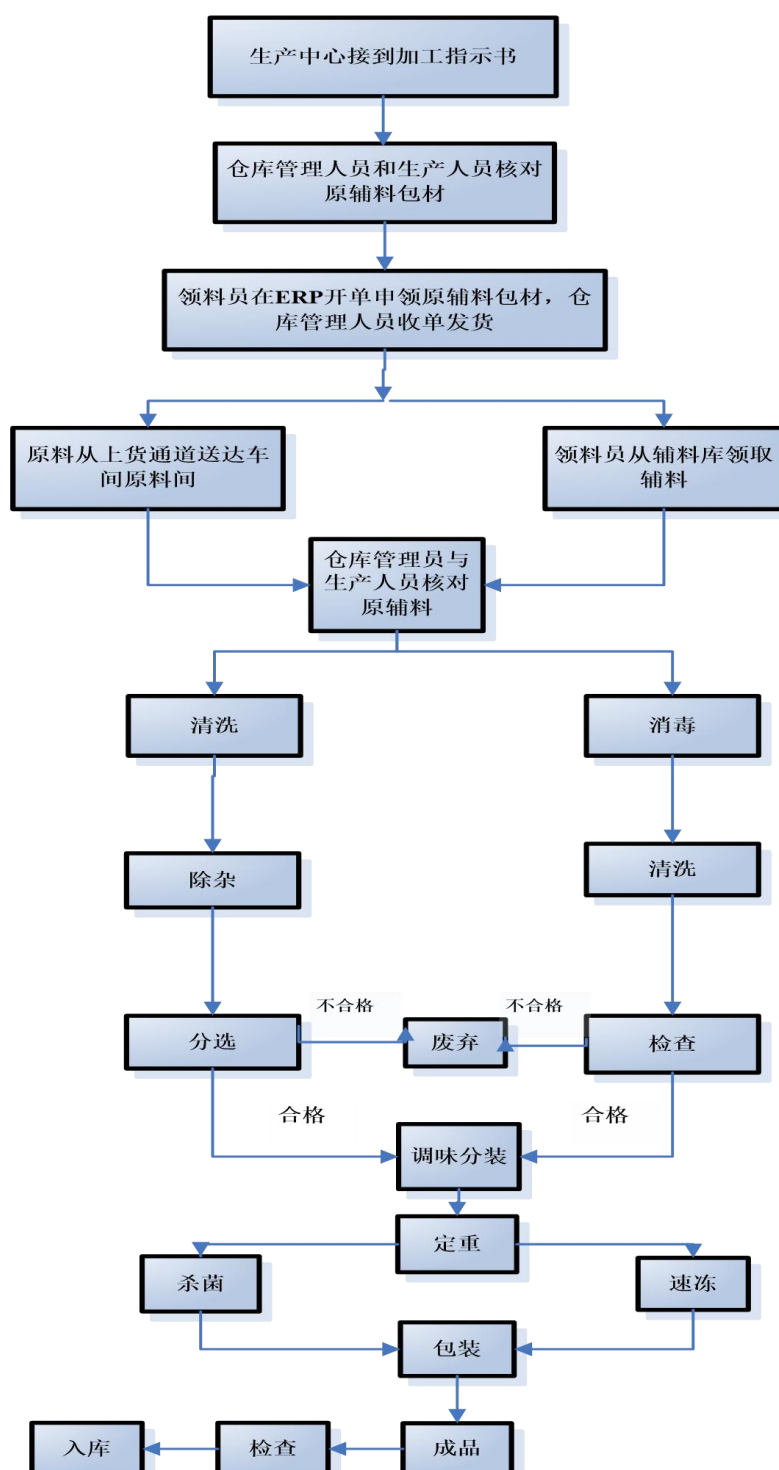 生产中心接到加工指示书
仓库管理人员和生产人员核对
原辅料包材
领料员在ERP开单申领原辅料包材，仓
库管理人员收单发货
原料从上货通道送达车
间原料间
领料员从辅料库领取
辅料
仓库管理员与
生产人员核对
原辅料
清洗
消毒
除杂
清洗
不合格
不合格
分选
废弃
检查
合格
合格
调味分装
定重
杀菌
速冻
包装
入库
检查
成品